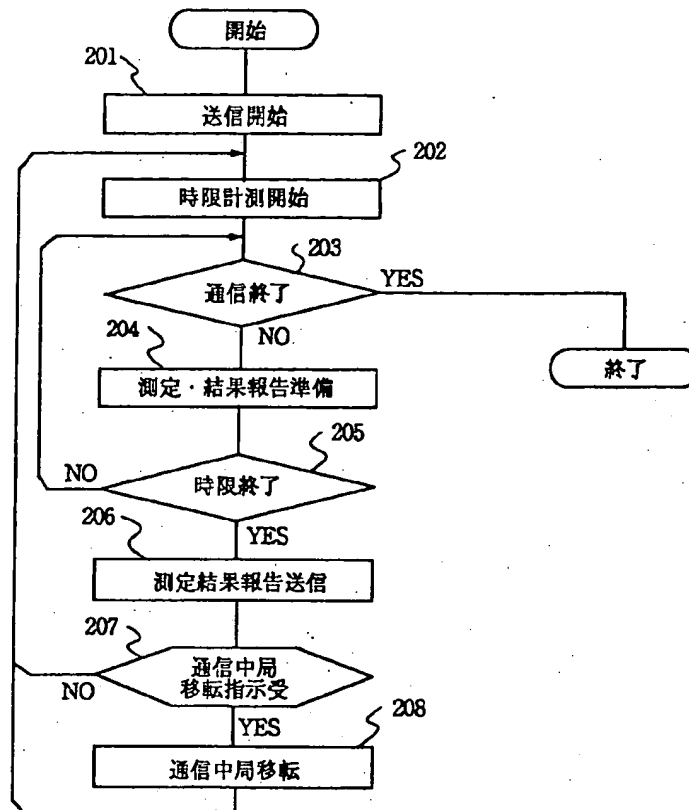 開始
201
送信開始
202
時限計測開始
203
通信終了
YES
NO
終了
204
測定・結果報告準備
205
時限終了
NO
YES
206
測定結果報告送信
207
通信中局
移転指示受
NO
YES
208
通信中局移転